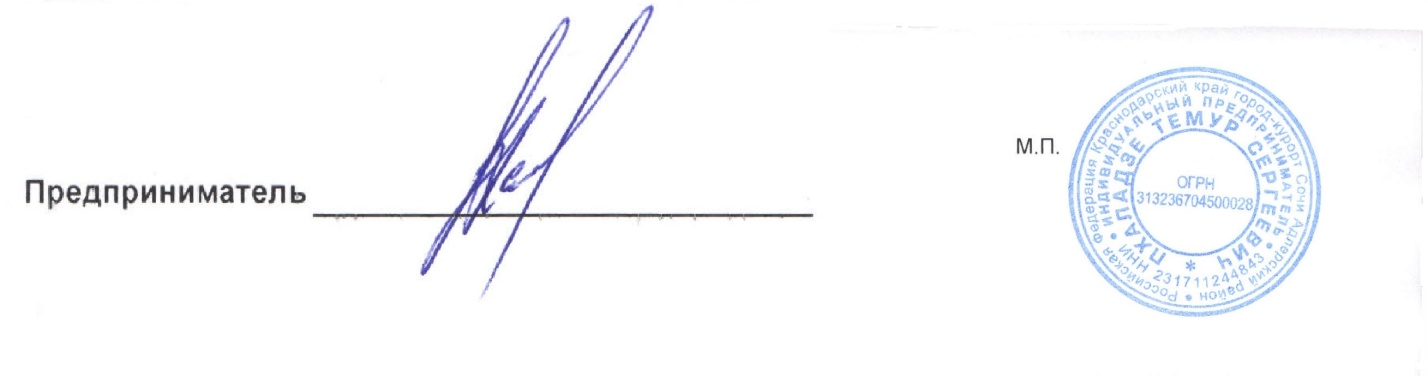 Предприниматель
М.П.
Российская Федерация Краснодарский край город-курорт Сочи Адлерский район *
ИНДИВИДУАЛЬНЫЙ ПРЕДПРИНИМАТЕЛЬ * ИНН 231711244843 *
ПХАЛАДЗЕ ТЕМУР СЕРГЕЕВИЧ *
ОГРН
313236704500028